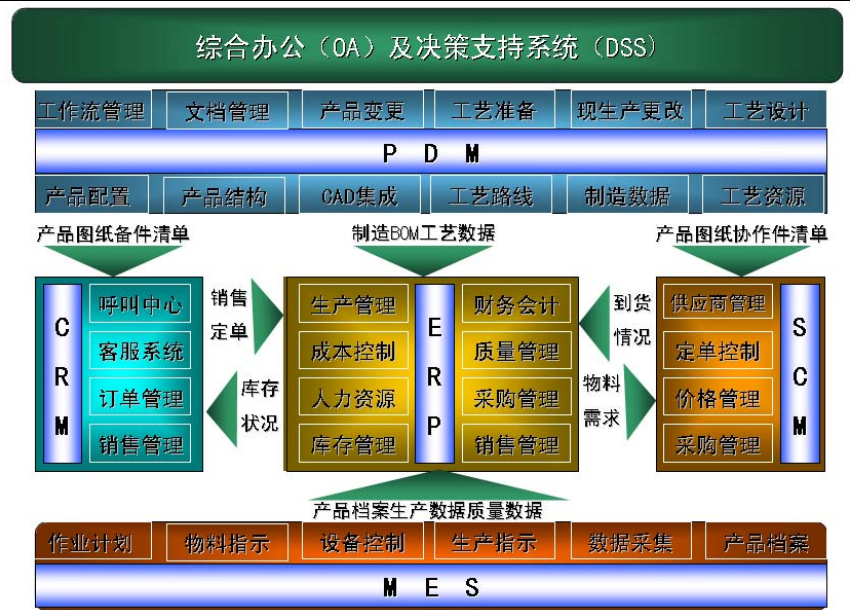 综合办公（OA）及决策支持系统（DSS）
工作流管理 文档管理 产品变更 工艺准备 现生产更改 工艺设计
PDM
产品配置 产品结构 CAD集成 工艺路线 制造数据 工艺资源
产品图纸备件清单 制造BOM工艺数据 产品图纸协作件清单
CRM
呼叫中心
客服系统
订单管理
销售管理
销售
定单
库存
状况
生产管理
成本控制
人力资源
库存管理
ERP
财务会计
质量管理
采购管理
销售管理
到货
情况
物料
需求
供应商管理
定单控制
价格管理
采购管理
SCM
产品档案生产数据质量数据
作业计划 物料指示 设备控制 生产指示 数据采集 产品档案
MES